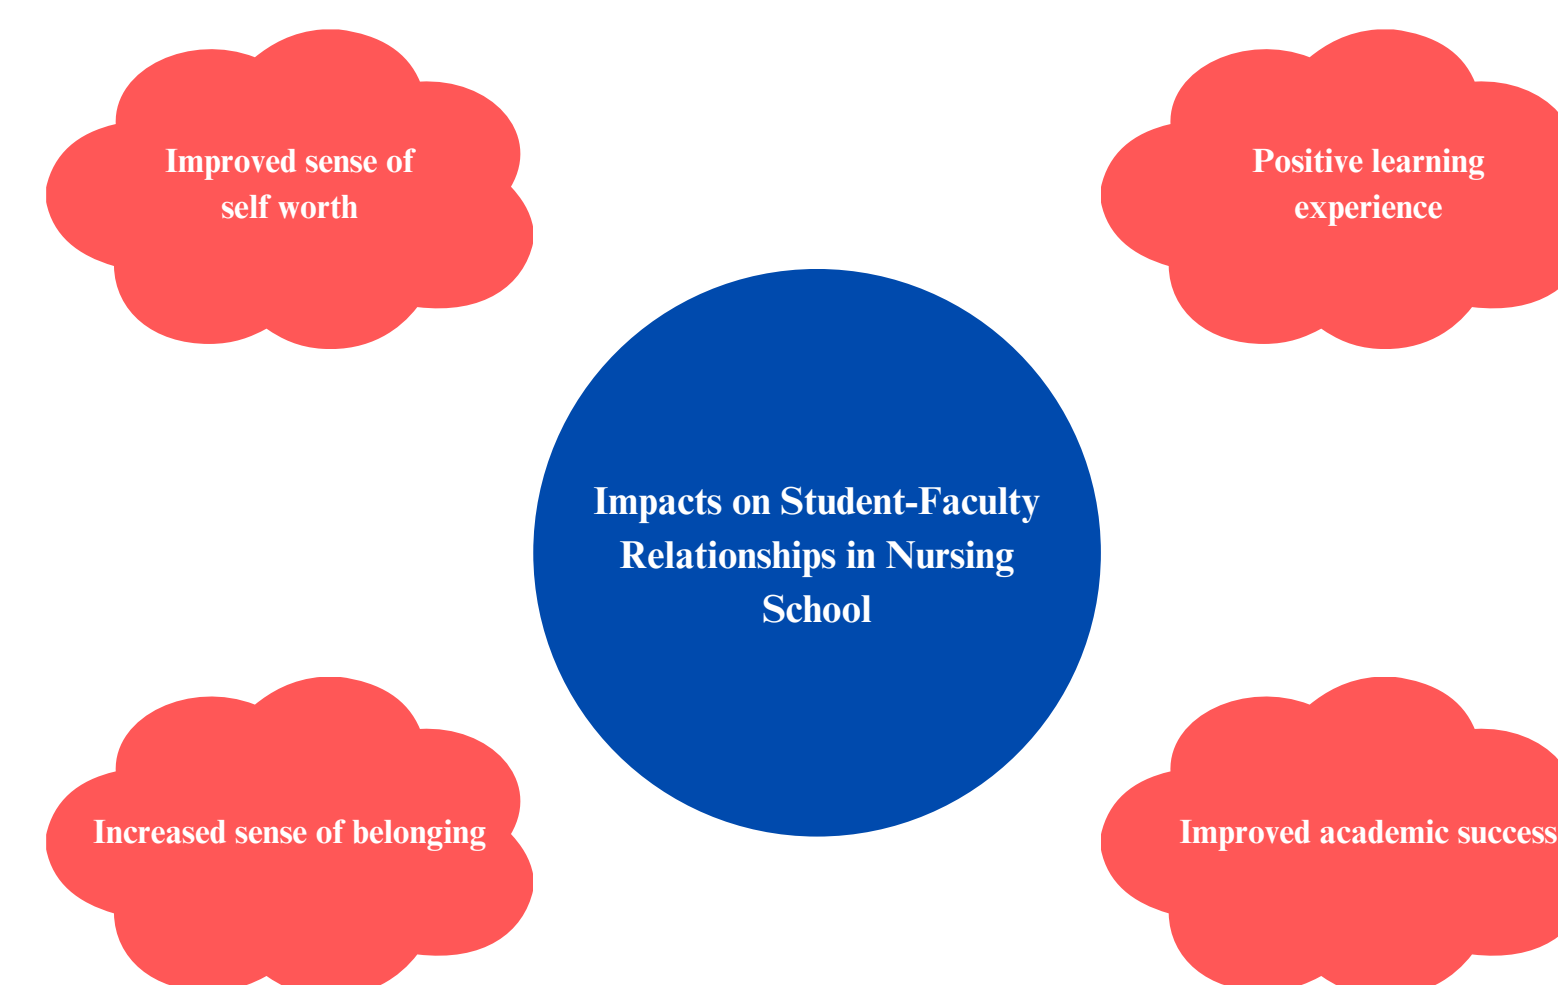 Improved sense of
self worth
Positive learning
experience
Impacts on Student-Faculty
Relationships in Nursing
School
Increased sense of belonging
Improved academic success